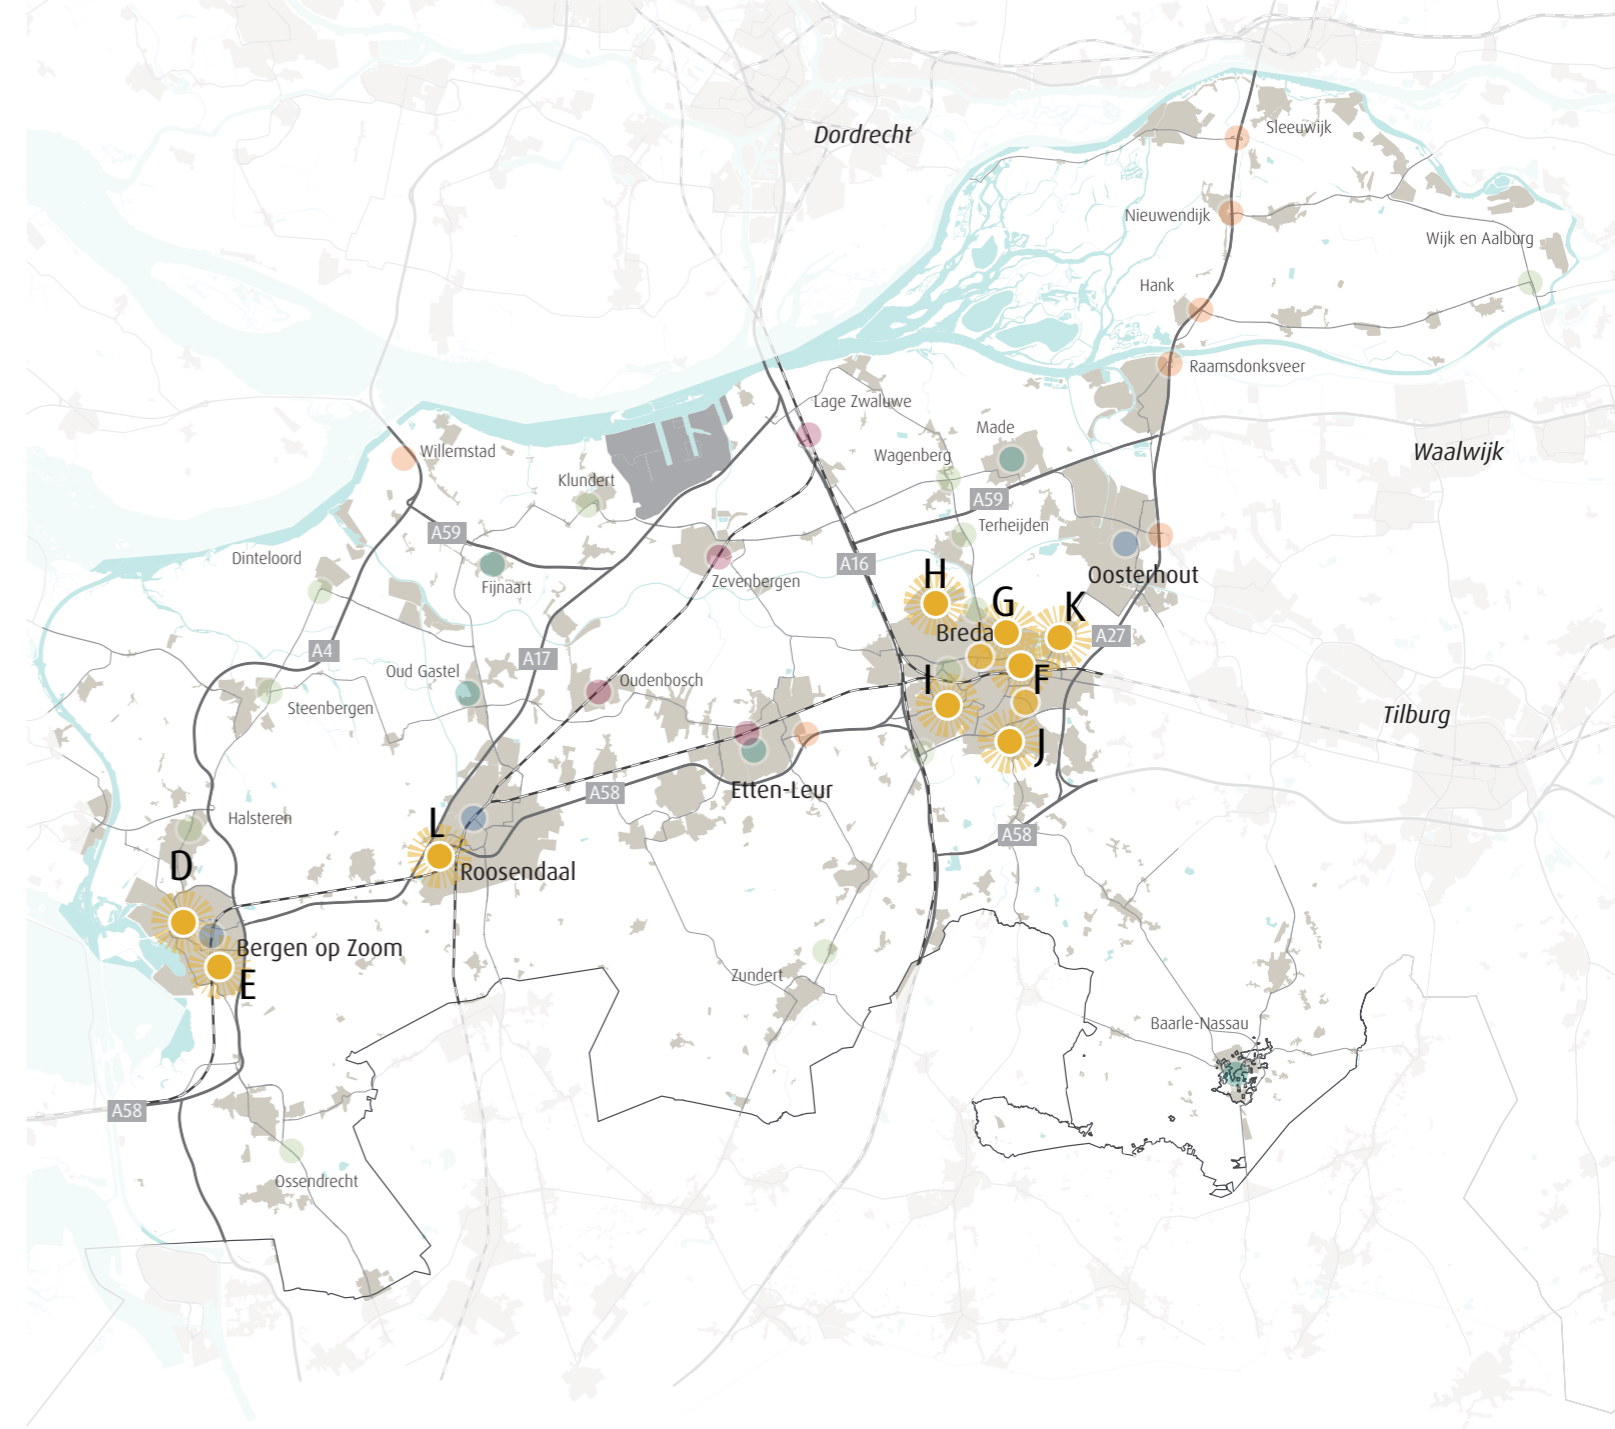 Dordrecht
Sleeuwijk
Nieuwendijk
Wijk en Aalburg
Hank
Raamsdonksveer
Lage Zwaluwe
Made
Waalwijk
Willemstad
Wagenberg
Klundert
A59
A59
Terheijden
Dinteloord
A16
Fijnaart
Zevenbergen
H
Oosterhout
G
K
Breda
A27
A4
A17
Oud Gastel
Oudenbosch
I
F
Steenbergen
Tilburg
J
Etten-Leur
A58
Halsteren
L
A58
D
Roosendaal
Bergen op Zoom
E
Zundert
Baarle-Nassau
A58
Ossendrecht